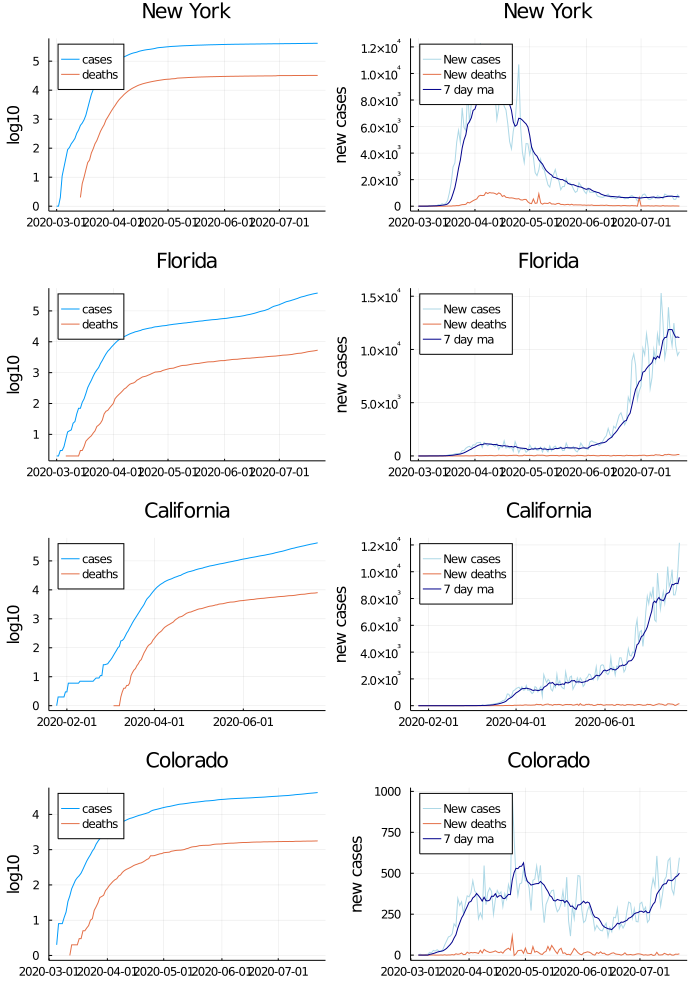 New York
log10
5
4
3
2
1
0
cases
deaths
2020-03-01 2020-04-01 2020-05-01 2020-06-01 2020-07-01
New York
new cases
1.2×10⁴
1.0×10⁴
8.0×10³
6.0×10³
4.0×10³
2.0×10³
0
New cases
New deaths
7 day ma
2020-03-01 2020-04-01 2020-05-01 2020-06-01 2020-07-01
Florida
log10
5
4
3
2
1
cases
deaths
2020-03-01 2020-04-01 2020-05-01 2020-06-01 2020-07-01
Florida
new cases
1.5×10⁴
1.0×10⁴
5.0×10³
0
New cases
New deaths
7 day ma
2020-03-01 2020-04-01 2020-05-01 2020-06-01 2020-07-01
California
log10
5
4
3
2
1
0
cases
deaths
2020-02-01 2020-04-01 2020-06-01
California
new cases
1.2×10⁴
1.0×10⁴
8.0×10³
6.0×10³
4.0×10³
2.0×10³
0
New cases
New deaths
7 day ma
2020-02-01 2020-04-01 2020-06-01
Colorado
log10
4
3
2
1
0
cases
deaths
2020-03-01 2020-04-01 2020-05-01 2020-06-01 2020-07-01
Colorado
new cases
1000
750
500
250
0
New cases
New deaths
7 day ma
2020-03-01 2020-04-01 2020-05-01 2020-06-01 2020-07-01